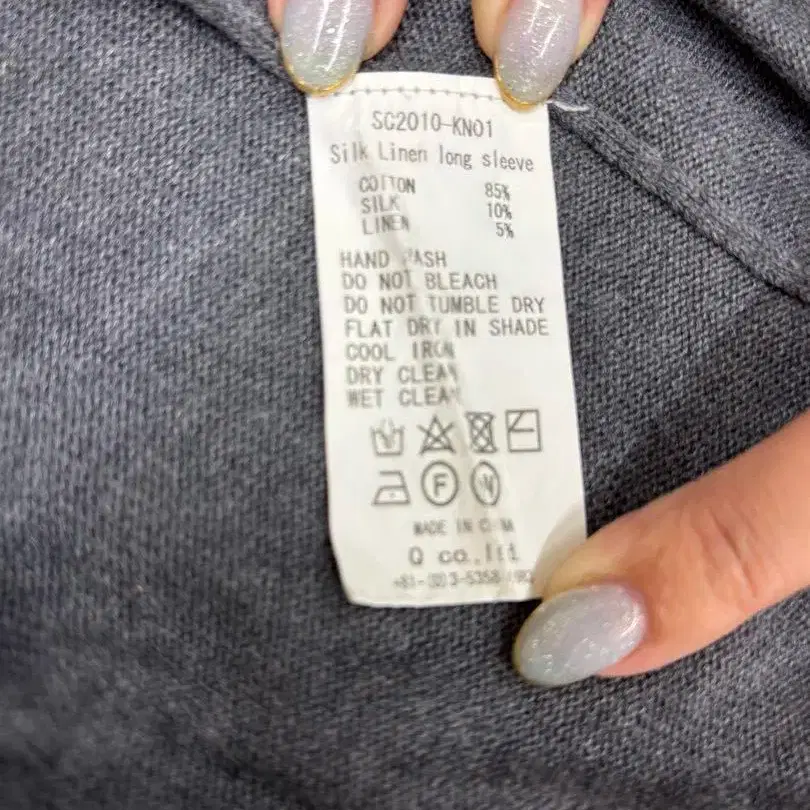 SC2010-KN01
Silk Linen long sleeve
COTTON 85%
SILK 10%
LINEN 5%
HAND WASH
DO NOT BLEACH
DO NOT TUMBLE DRY
FLAT DRY IN SHADE
COOL IRON
DRY CLEAN
WET CLEAN
F W
MADE IN CHINA
Q co.,ltd